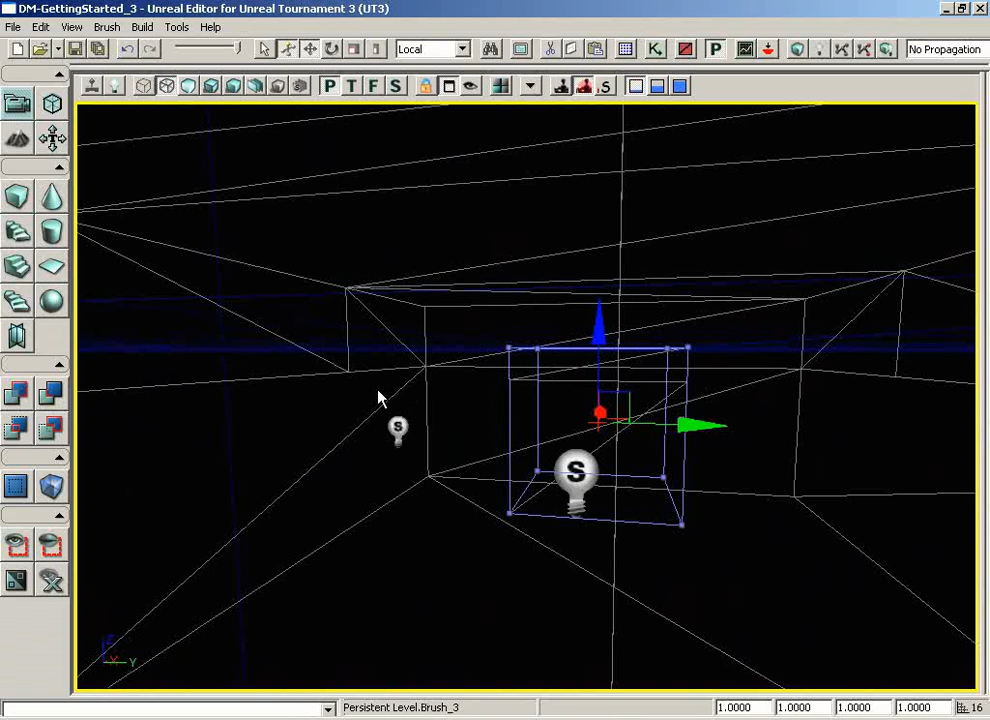 DM-GettingStarted_3 - Unreal Editor for Unreal Tournament 3 (UT3)
File Edit View Brush Build Tools Help
Local
K
P
No Propagation
P T F S
S
S
S
Z
X Y
Persistent Level.Brush_3
1.0000 1.0000 1.0000 1.0000 16